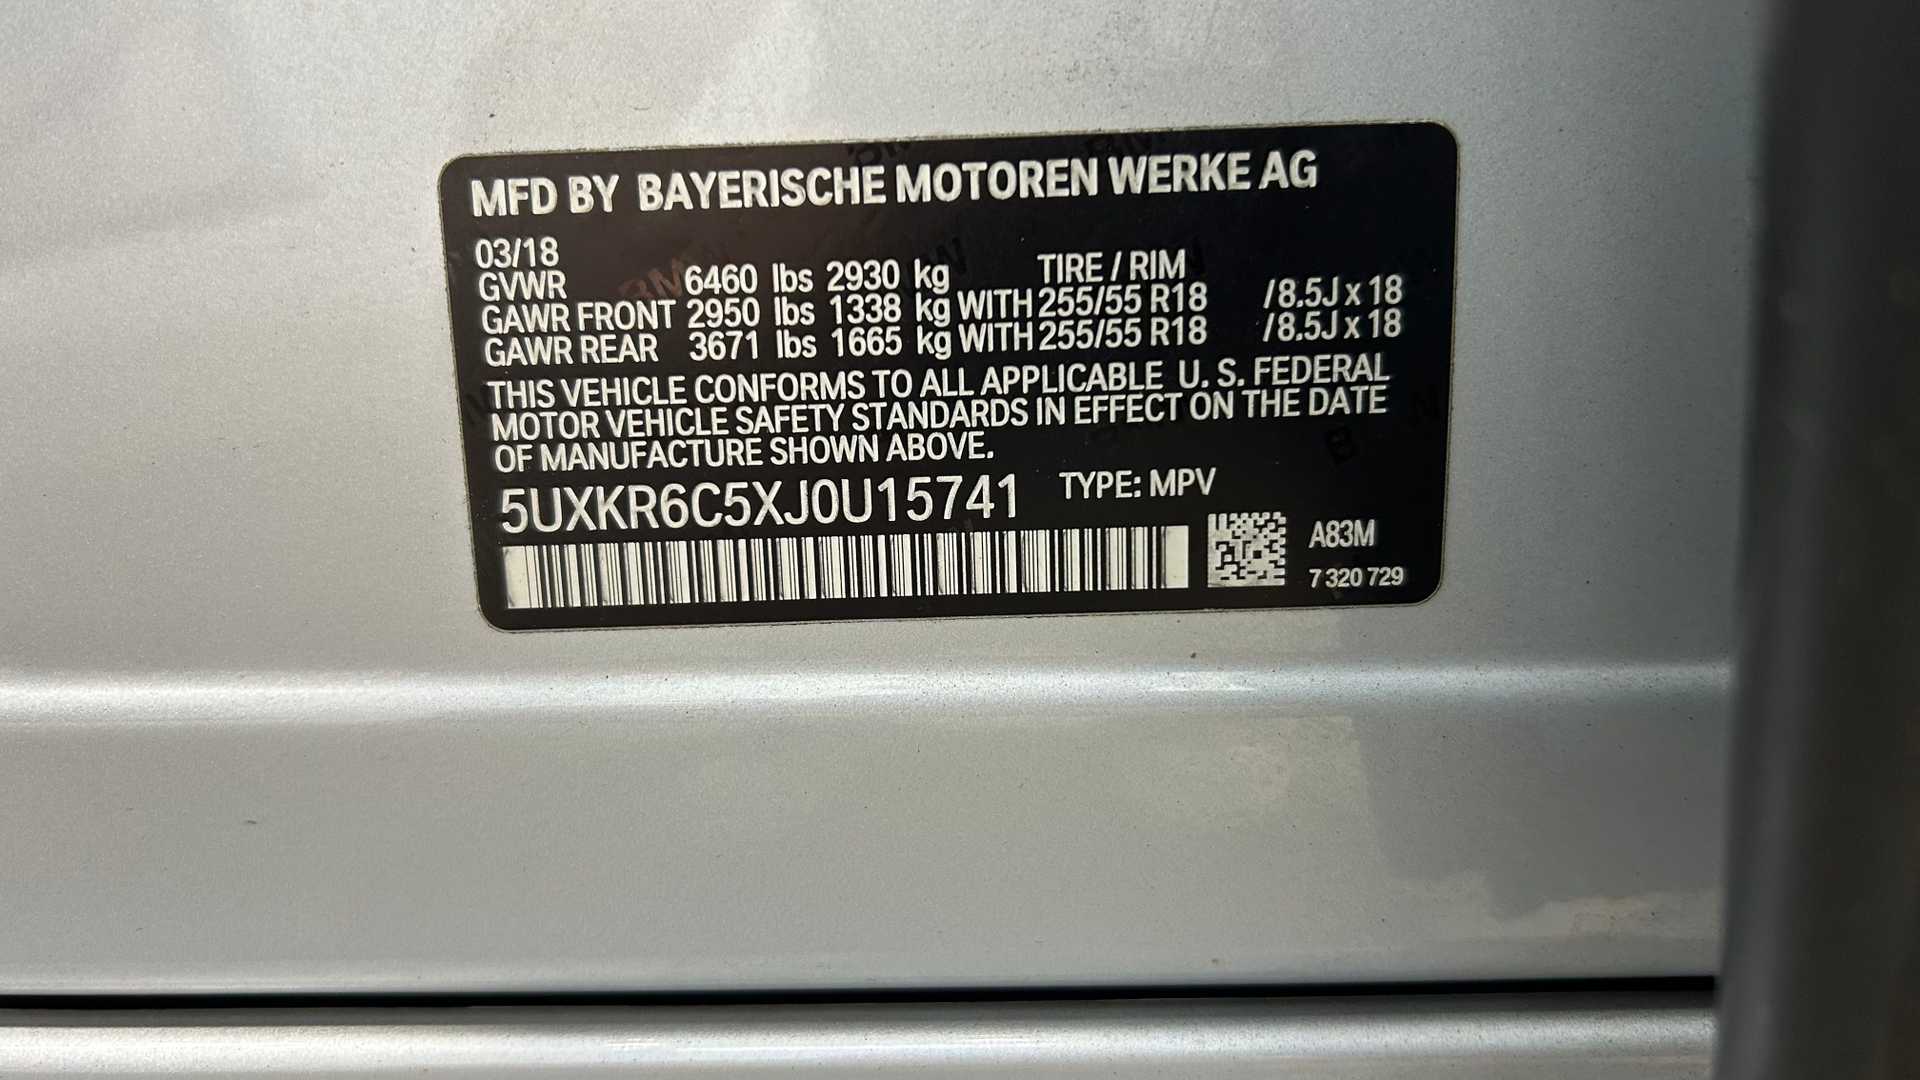 MFD BY BAYERISCHE MOTOREN WERKE AG
03/18
GVWR 6460 lbs 2930 kg TIRE / RIM
GAWR FRONT 2950 lbs 1338 kg WITH 255/55 R18 /8.5J x 18
GAWR REAR 3671 lbs 1665 kg WITH 255/55 R18 /8.5J x 18
THIS VEHICLE CONFORMS TO ALL APPLICABLE U. S. FEDERAL
MOTOR VEHICLE SAFETY STANDARDS IN EFFECT ON THE DATE
OF MANUFACTURE SHOWN ABOVE.
5UXKR6C5XJ0U15741 TYPE: MPV
A83M
7 320 729